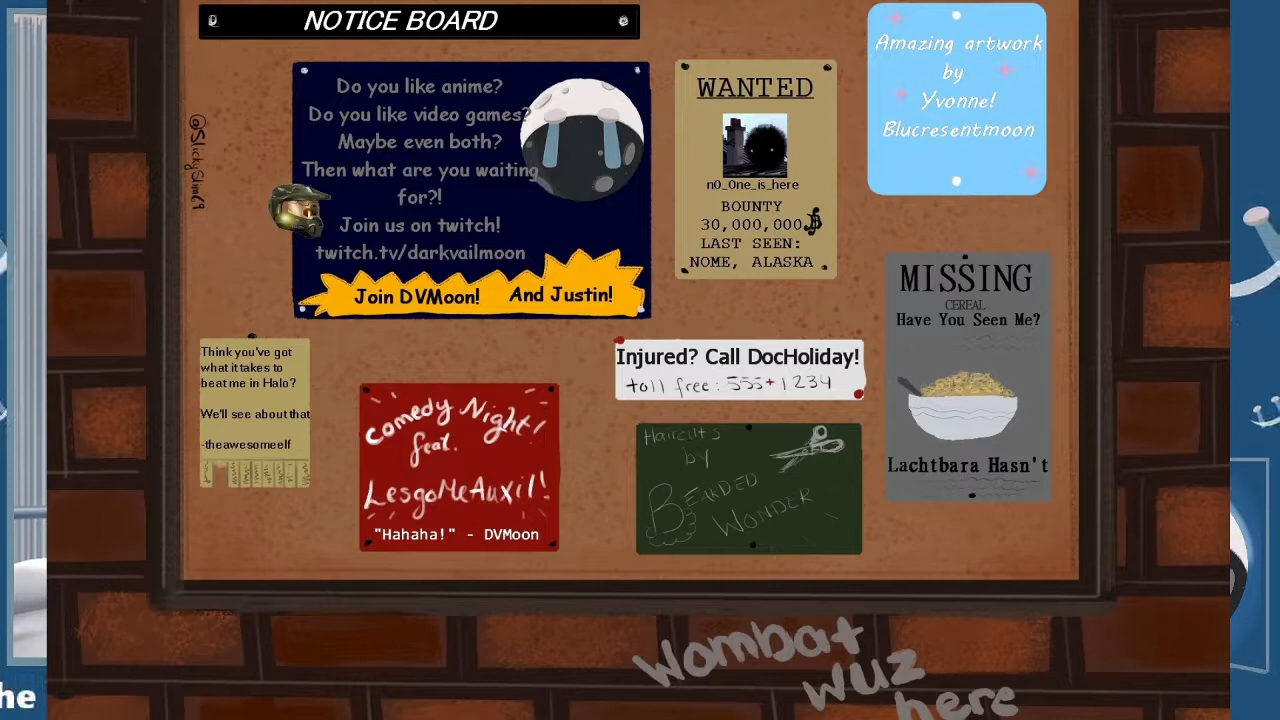 NOTICE BOARD
Do you like anime?
Do you like video games?
Maybe even both?
Then what are you waiting
for?!
Join us on twitch!
twitch.tv/darkvailmoon
Join DVMoon! And Justin!
WANTED
n0_One_is_here
BOUNTY
30,000,000
LAST SEEN:
NOME, ALASKA
Amazing artwork
by
Yvonne!
Blucresentmoon
MISSING
CEREAL
Have You Seen Me?
Lachtbara Hasn't
Think you've got
what it takes to
beat me in Halo?
We'll see about that
-theawesomeelf
Comedy Night!
feat.
LesgoMeAuxil!
"Hahaha!" - DVMoon
Injured? Call DocHoliday!
toll free: 555+1234
Haircuts
by
BEARDED
WONDER
Wombat
wuz
here
he